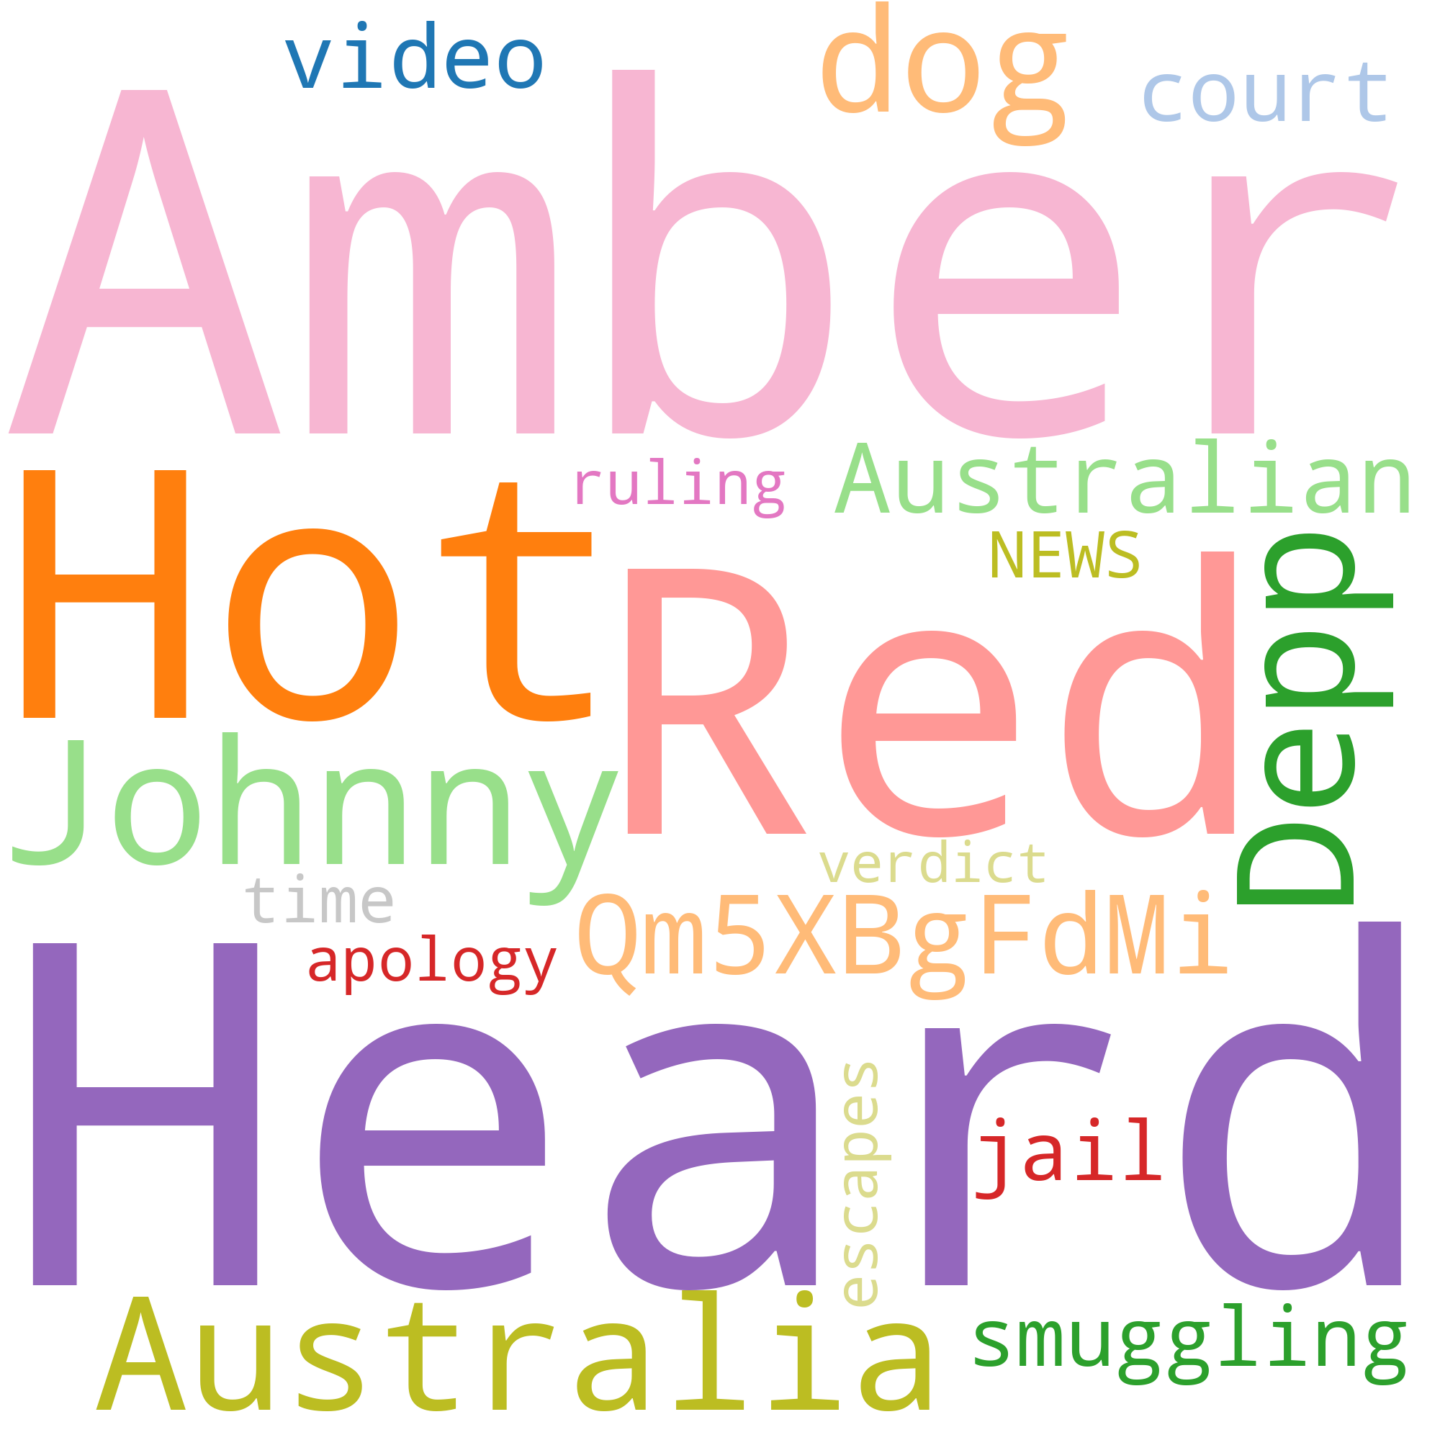 video
dog
court
Amber
ruling
Australian
Hot
NEWS
Red
Depp
Johnny
verdict
time
Qm5XBgFdMi
apology
Heard
escapes
jail
Australia
smuggling